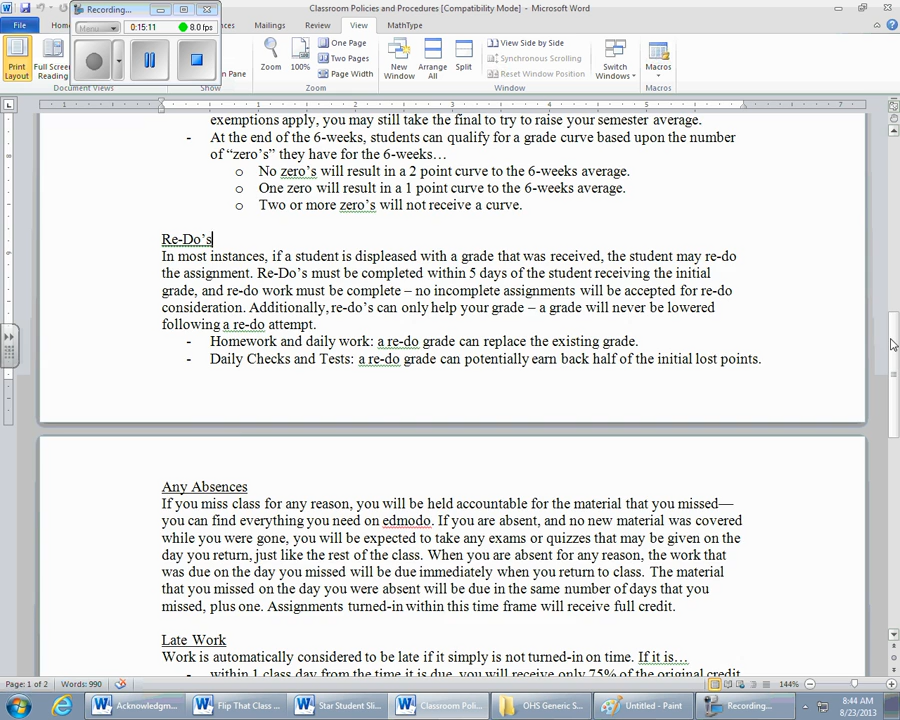 Recording...
Classroom Policies and Procedures [Compatibility Mode] - Microsoft Word
Menu
0:15:11
8.0 fps
File
Mailings
Review
View
MathType
Print Layout
Full Screen Reading
Zoom
100%
One Page
Two Pages
Page Width
New Window
Arrange All
Split
View Side by Side
Synchronous Scrolling
Reset Window Position
Switch Windows
Macros
Document Views
Show
Zoom
Window
Macros
exemptions apply, you may still take the final to try to raise your semester average.
- At the end of the 6-weeks, students can qualify for a grade curve based upon the number
of “zero’s” they have for the 6-weeks…
o No zero’s will result in a 2 point curve to the 6-weeks average.
o One zero will result in a 1 point curve to the 6-weeks average.
o Two or more zero’s will not receive a curve.
Re-Do’s
In most instances, if a student is displeased with a grade that was received, the student may re-do
the assignment. Re-Do’s must be completed within 5 days of the student receiving the initial
grade, and re-do work must be complete – no incomplete assignments will be accepted for re-do
consideration. Additionally, re-do’s can only help your grade – a grade will never be lowered
following a re-do attempt.
- Homework and daily work: a re-do grade can replace the existing grade.
- Daily Checks and Tests: a re-do grade can potentially earn back half of the initial lost points.
Any Absences
If you miss class for any reason, you will be held accountable for the material that you missed—
you can find everything you need on edmodo. If you are absent, and no new material was covered
while you were gone, you will be expected to take any exams or quizzes that may be given on the
day you return, just like the rest of the class. When you are absent for any reason, the work that
was due on the day you missed will be due immediately when you return to class. The material
that you missed on the day you were absent will be due in the same number of days that you
missed, plus one. Assignments turned-in within this time frame will receive full credit.
Late Work
Work is automatically considered to be late if it simply is not turned-in on time. If it is…
- within 1 class day from the time it is due, you will receive only 75% of the original credit
Page: 1 of 2
Words: 990
144%
Acknowledgm...
Flip That Class ...
Star Student Sli...
Classroom Poli...
OHS Generic S...
Untitled - Paint
Recording...
8:44 AM
8/23/2013